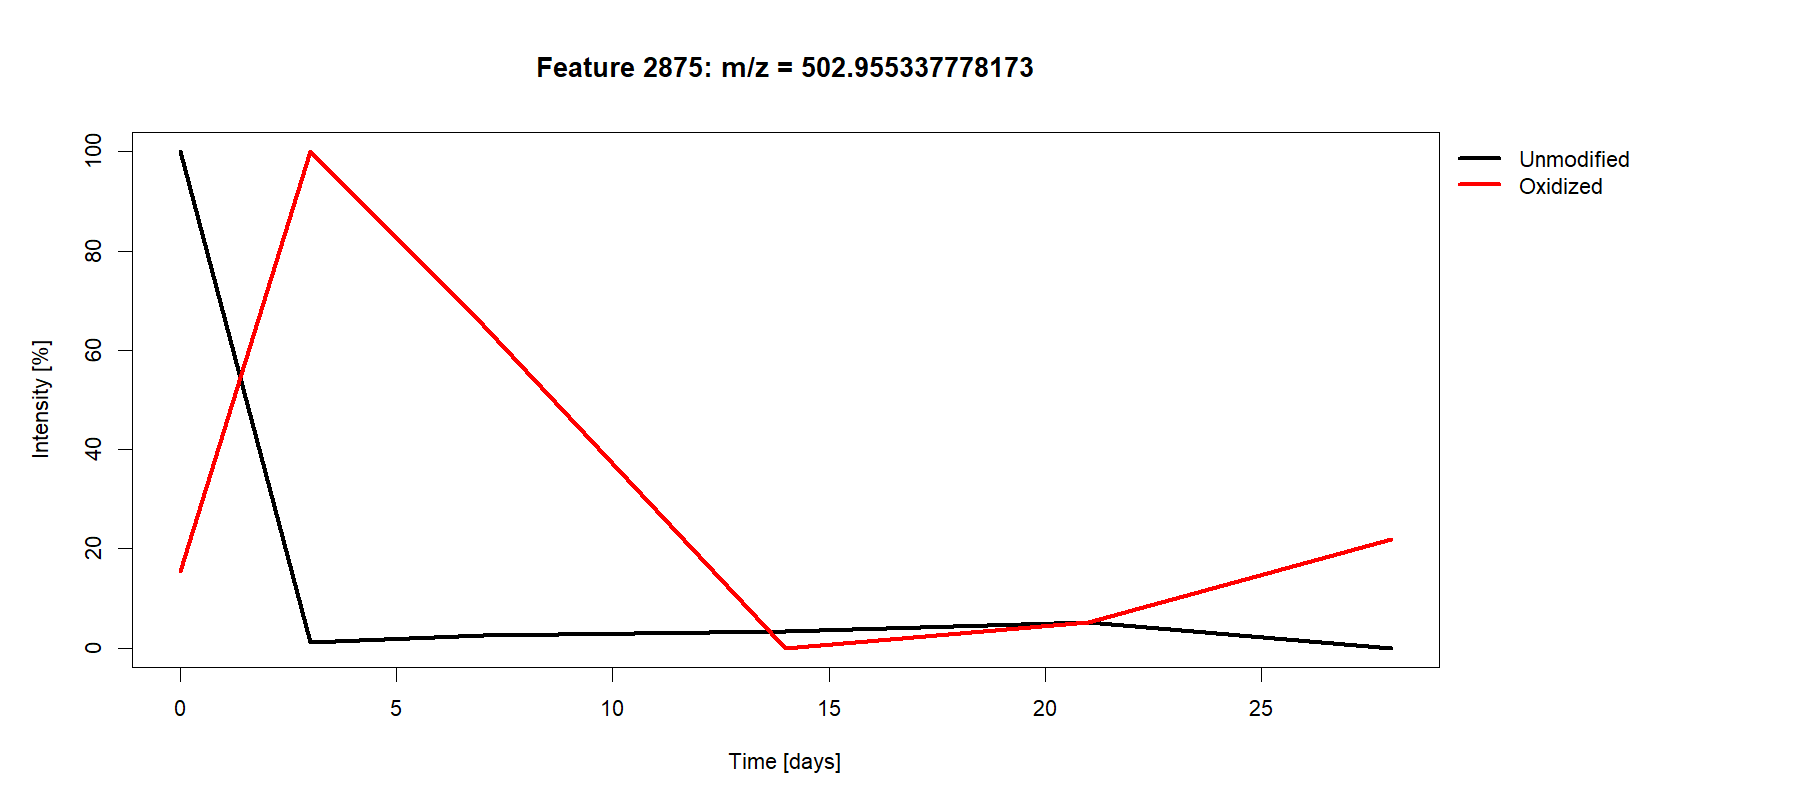 Feature 2875: m/z = 502.955337778173
Unmodified
Oxidized
Intensity [%]
100
80
60
40
20
0
0 5 10 15 20 25
Time [days]